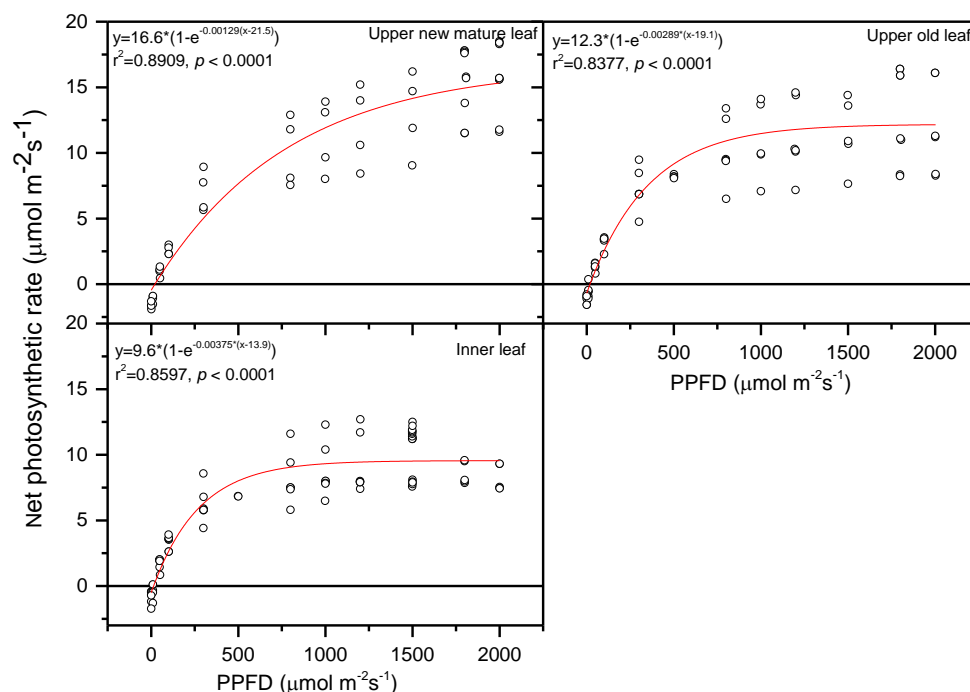 y=16.6*(1-e^-0.00129(x-21.5))
r²=0.8909, p < 0.0001
Upper new mature leaf
y=12.3*(1-e^-0.00289*(x-19.1))
r²=0.8377, p < 0.0001
Upper old leaf
20
15
10
5
0
20
y=9.6*(1-e^-0.00375*(x-13.9))
r²=0.8597, p < 0.0001
Inner leaf
15
10
5
0
Net photosynthetic rate (μmol m⁻²s⁻¹)
0 500 1000 1500 2000
PPFD (μmol m⁻²s⁻¹)
0 500 1000 1500 2000
PPFD (μmol m⁻²s⁻¹)